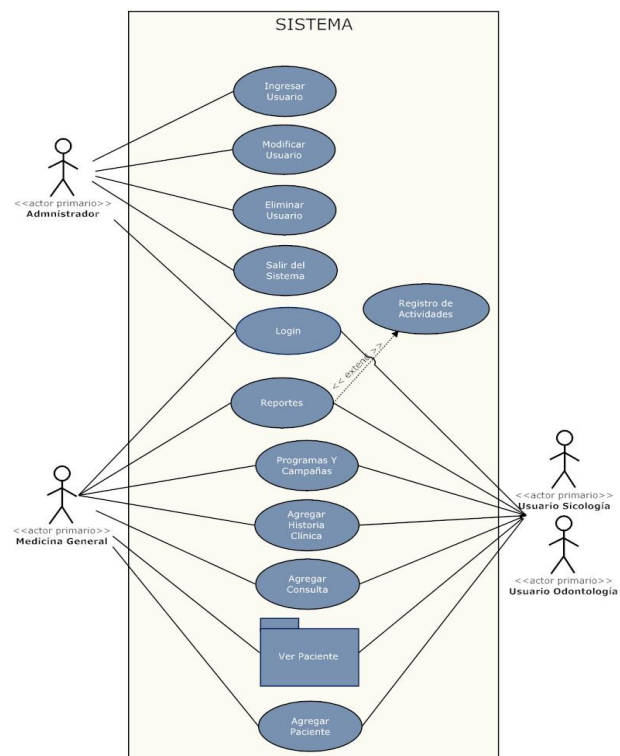 SISTEMA
Ingresar
Usuario
Modificar
Usuario
<<actor primario>>
Admnistrador
Eliminar
Usuario
Salir del
Sistema
Registro de
Actividades
Login
<< extend >>
Reportes
Programas Y
Campañas
<<actor primario>>
Usuario Sicología
Agregar
Historia
Clínica
<<actor primario>>
Medicina General
Agregar
Consulta
<<actor primario>>
Usuario Odontología
Ver Paciente
Agregar
Paciente